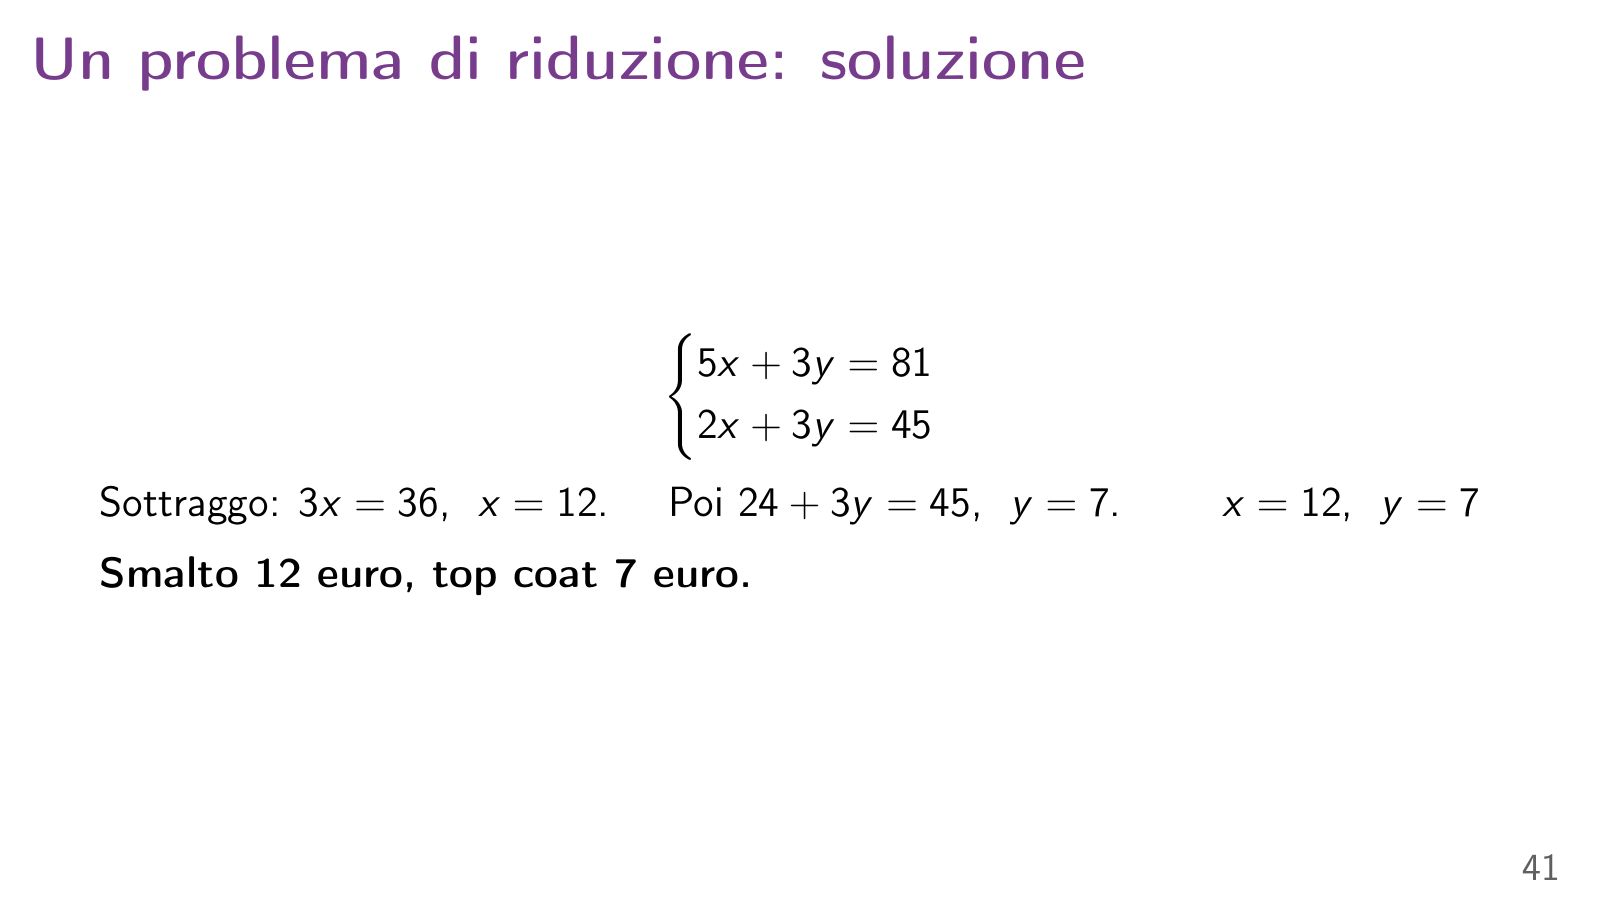 Un problema di riduzione: soluzione
5x + 3y = 81
2x + 3y = 45
Sottraggo: 3x = 36, x = 12. Poi 24 + 3y = 45, y = 7. x = 12, y = 7
Smalto 12 euro, top coat 7 euro.
41